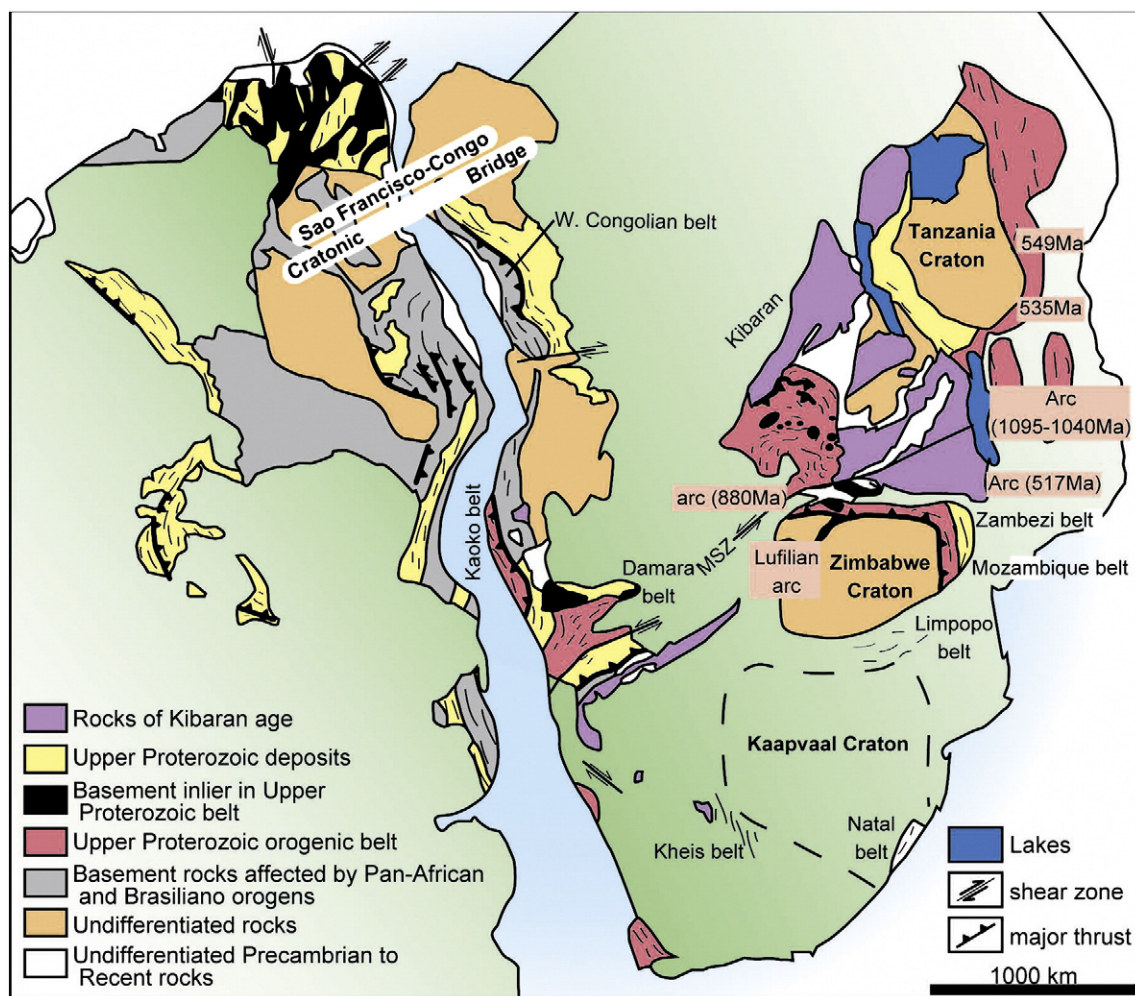 Sao Francisco-Congo
Cratonic Bridge
W. Congolian belt
Tanzania
Craton
549Ma
535Ma
Kibaran
Arc
(1095-1040Ma)
arc (880Ma)
Arc (517Ma)
Kaoko belt
MSZ
Zambezi belt
Damara
belt
Lufilian
arc
Zimbabwe
Craton
Mozambique belt
Limpopo
belt
Kaapvaal Craton
Kheis belt
Natal
belt
Rocks of Kibaran age
Upper Proterozoic deposits
Basement inlier in Upper
Proterozoic belt
Upper Proterozoic orogenic belt
Basement rocks affected by Pan-African
and Brasiliano orogens
Undifferentiated rocks
Undifferentiated Precambrian to
Recent rocks
Lakes
shear zone
major thrust
1000 km